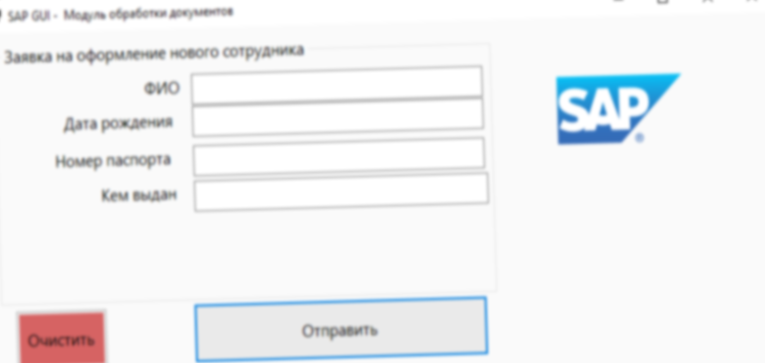 SAP GUI - Модуль обработки документов
Заявка на оформление нового сотрудника
ФИО
Дата рождения
Номер паспорта
Кем выдан
SAP
®
Очистить
Отправить